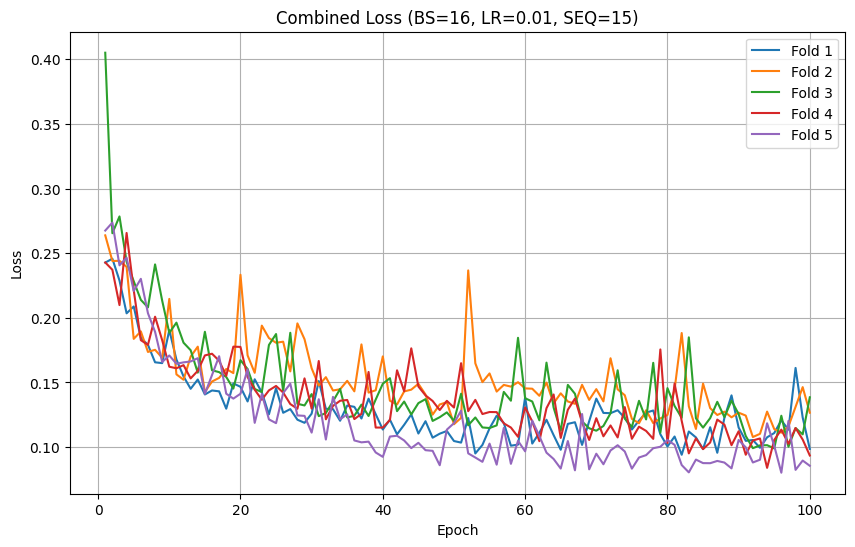 Combined Loss (BS=16, LR=0.01, SEQ=15)
Fold 1
Fold 2
Fold 3
Fold 4
Fold 5
Loss
0.40
0.35
0.30
0.25
0.20
0.15
0.10
0
20
40
60
80
100
Epoch